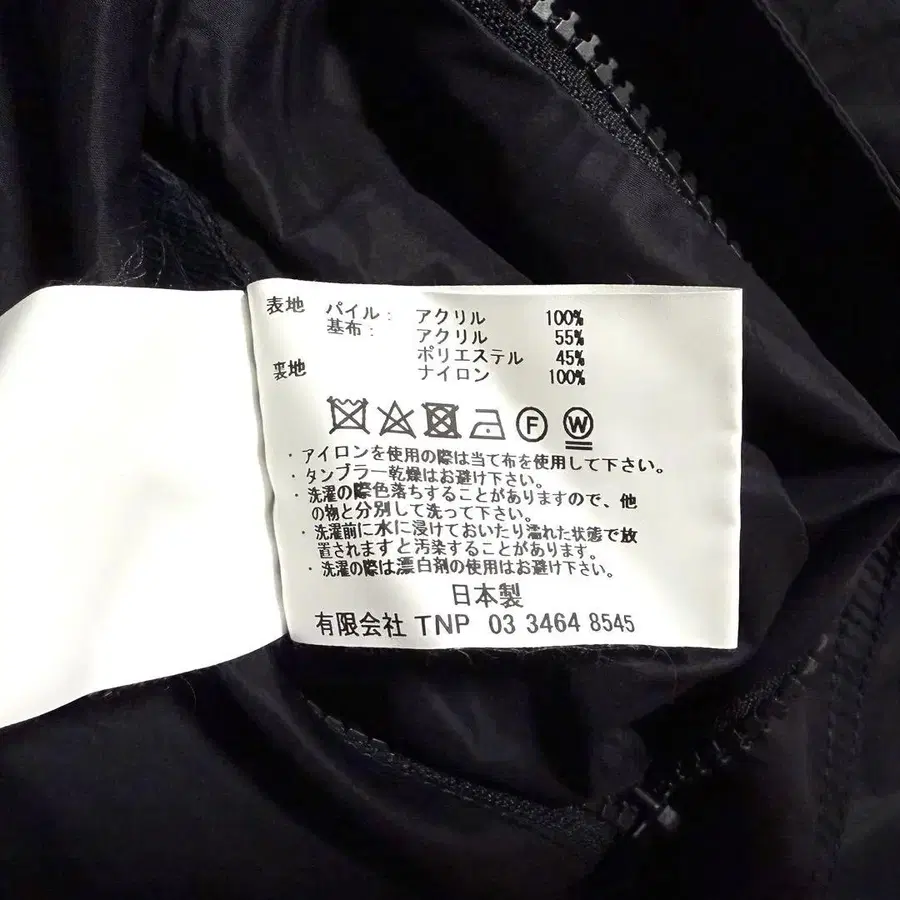 表地 パイル： アクリル 100%
基布： アクリル 55%
ポリエステル 45%
裏地 ナイロン 100%
F W
・アイロンを使用の際は当て布を使用して下さい。
・タンブラー乾燥はお避け下さい。
・洗濯の際色落ちすることがありますので、他
の物と分別して洗って下さい。
・洗濯前に水に浸けておいたり濡れた状態で放
置されますと汚染することがあります。
・洗濯の際は漂白剤の使用はお避け下さい。
日本製
有限会社 TNP 03 3464 8545